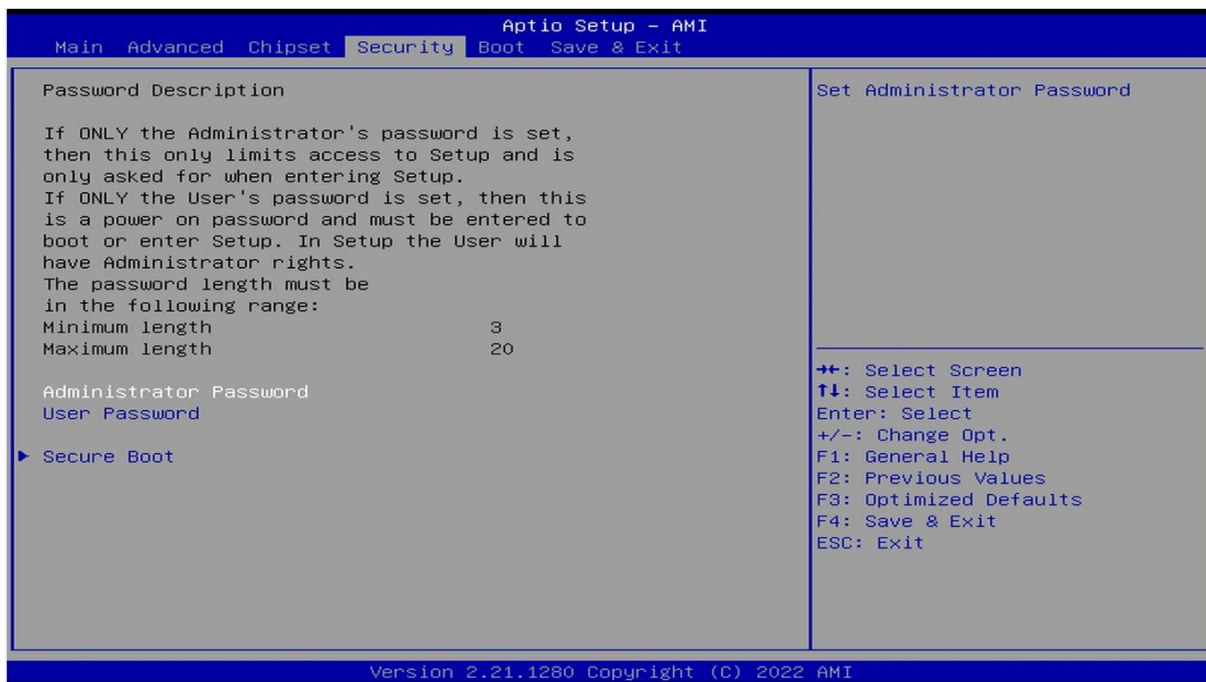 Aptio Setup – AMI
Main Advanced Chipset Security Boot Save & Exit
Password Description
If ONLY the Administrator's password is set,
then this only limits access to Setup and is
only asked for when entering Setup.
If ONLY the User's password is set, then this
is a power on password and must be entered to
boot or enter Setup. In Setup the User will
have Administrator rights.
The password length must be
in the following range:
Minimum length 3
Maximum length 20
Administrator Password
User Password
► Secure Boot
Set Administrator Password
→←: Select Screen
↑↓: Select Item
Enter: Select
+/-: Change Opt.
F1: General Help
F2: Previous Values
F3: Optimized Defaults
F4: Save & Exit
ESC: Exit
Version 2.21.1280 Copyright (C) 2022 AMI